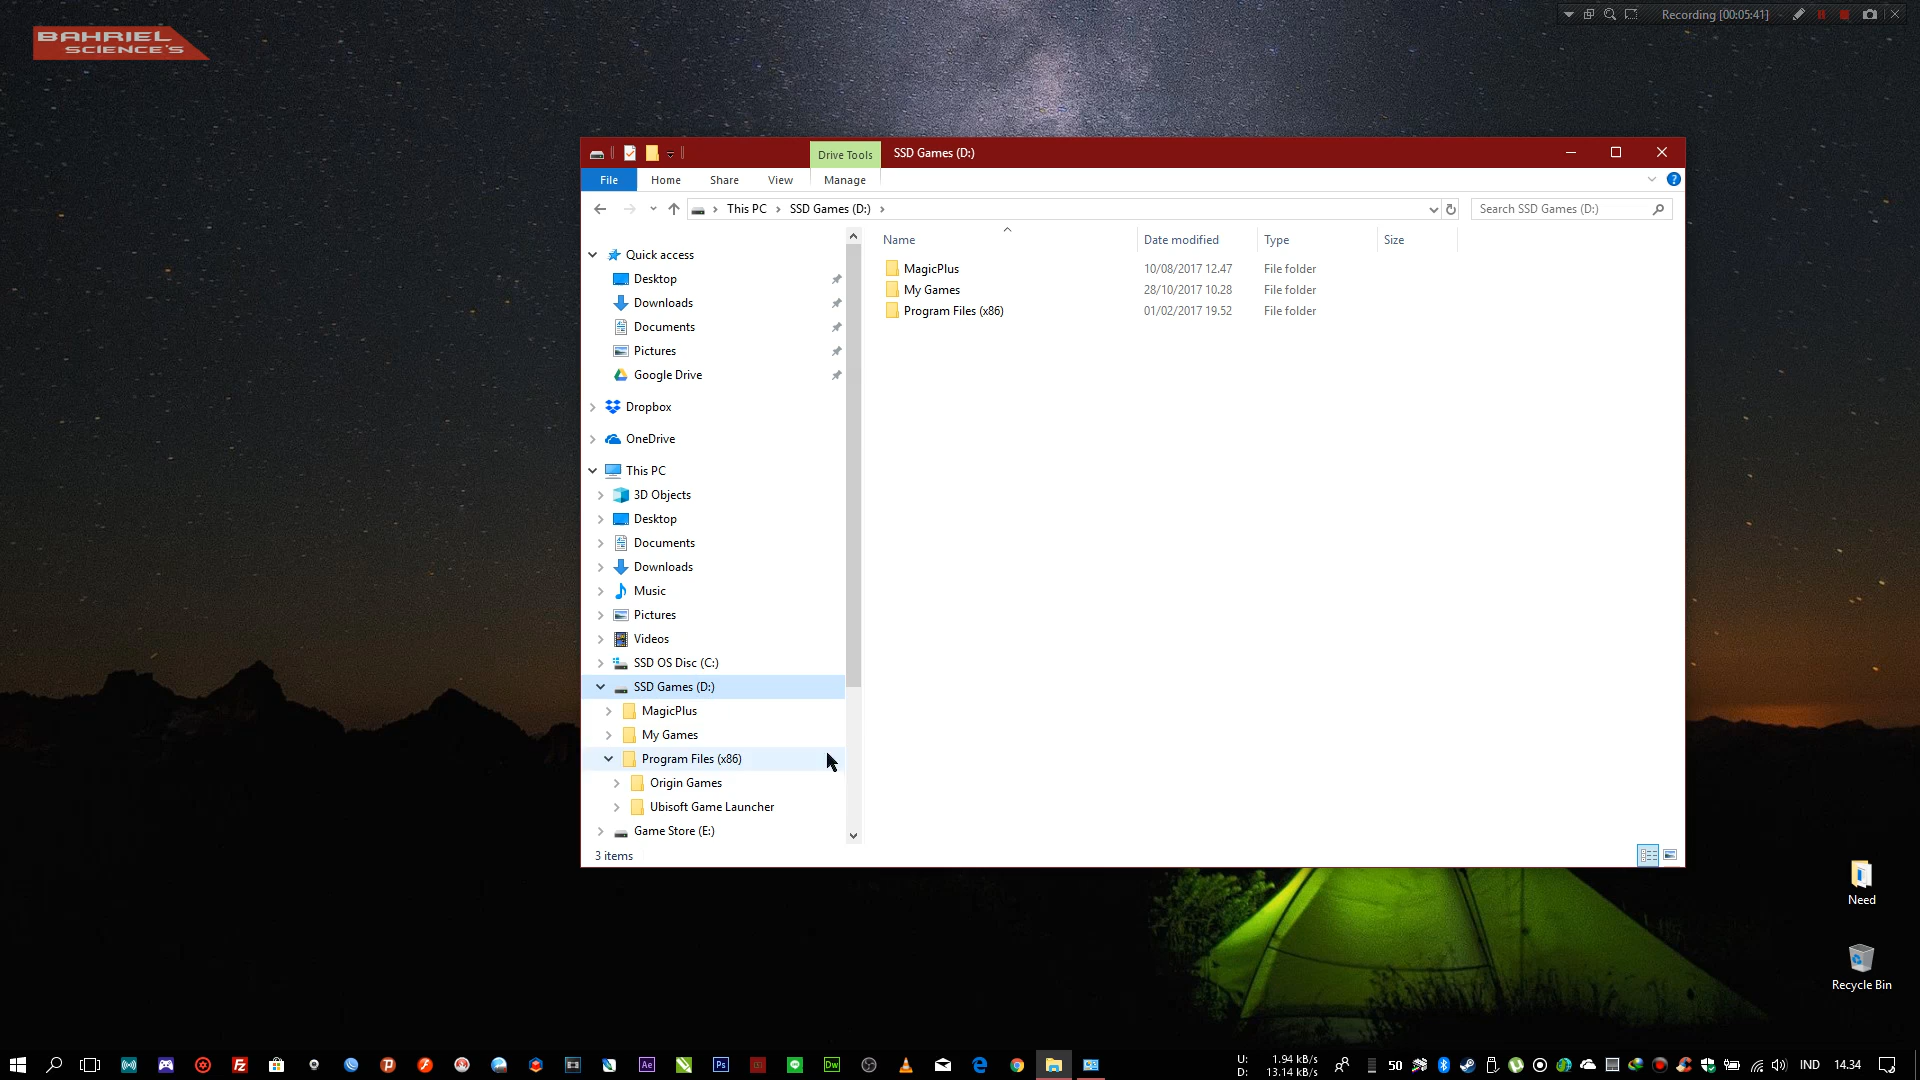 BAHRIEL
SCIENCE'S
Recording [00:05:41]
Drive Tools
SSD Games (D:)
File
Home
Share
View
Manage
This PC
SSD Games (D:)
Search SSD Games (D:)
Name
Date modified
Type
Size
MagicPlus
10/08/2017 12.47
File folder
My Games
28/10/2017 10.28
File folder
Program Files (x86)
01/02/2017 19.52
File folder
Quick access
Desktop
Downloads
Documents
Pictures
Google Drive
Dropbox
OneDrive
This PC
3D Objects
Desktop
Documents
Downloads
Music
Pictures
Videos
SSD OS Disc (C:)
SSD Games (D:)
MagicPlus
My Games
Program Files (x86)
Origin Games
Ubisoft Game Launcher
Game Store (E:)
3 items
Need
Recycle Bin
Fz
Ae
Ps
Dw
U: 1.94 kB/s
D: 13.14 kB/s
50
IND
14.34